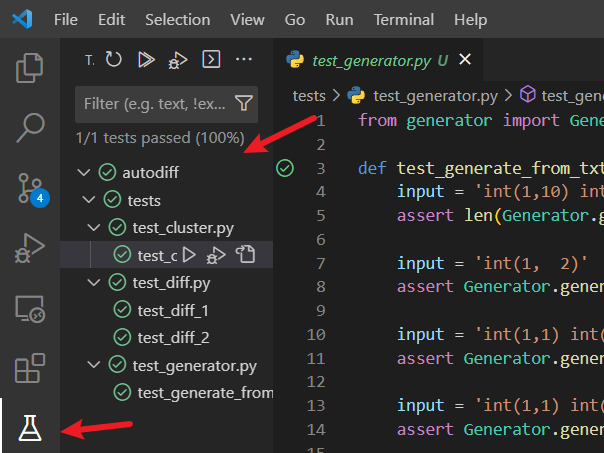 File Edit Selection View Go Run Terminal Help
T.
test_generator.py U
Filter (e.g. text, !ex...
tests > test_generator.py > test_gene
1/1 tests passed (100%)
autodiff
tests
test_cluster.py
test_c
test_diff.py
test_diff_1
test_diff_2
test_generator.py
test_generate_from
4
1 from generator import Gene
2
3 def test_generate_from_txt
4 input = 'int(1,10) int
5 assert len(Generator.g
6
7 input = 'int(1,  2)'
8 assert Generator.gener
9
10 input = 'int(1,1) int(
11 assert Generator.gener
12
13 input = 'int(1,1) int(
14 assert Generator.gener